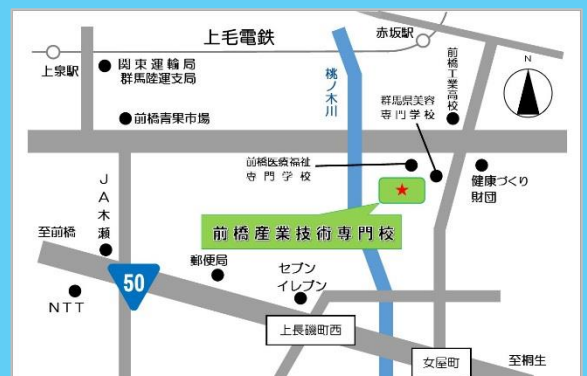 上毛電鉄
赤坂駅
上泉駅
関東運輸局
群馬陸運支局
桃ノ木川
前橋工業高校
N
群馬県美容
専門学校
前橋青果市場
前橋医療福祉
専門学校
健康づくり
財団
JA木瀬
至前橋
前橋産業技術専門校
郵便局
セブン
イレブン
50
NTT
上長磯町西
女屋町
至桐生